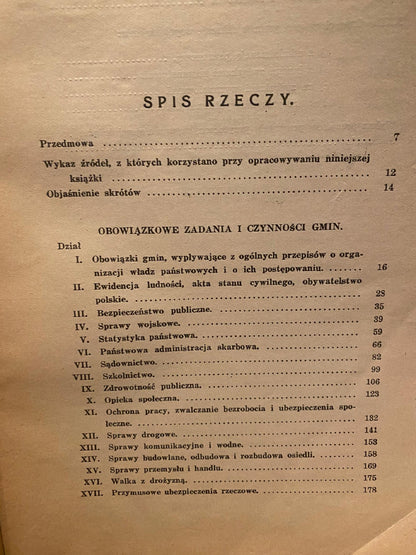 SPIS RZECZY.
Przedmowa 7
Wykaz źródeł, z których korzystano przy opracowywaniu niniejszej
książki 12
Objaśnienie skrótów 14
OBOWIĄZKOWE ZADANIA I CZYNNOŚCI GMIN.
Dział
I. Obowiązki gmin, wypływające z ogólnych przepisów o orga-
nizacji władz państwowych i o ich postępowaniu. 16
II. Ewidencja ludności, akta stanu cywilnego, obywatelstwo
polskie. 28
III. Bezpieczeństwo publiczne. 35
IV. Sprawy wojskowe. 39
V. Statystyka państwowa. 59
VI. Państwowa administracja skarbowa. 66
VII. Sądownictwo. 82
VIII. Szkolnictwo. 99
IX. Zdrowotność publiczna. 106
X. Opieka społeczna. 123
XI. Ochrona pracy, zwalczanie bezrobocia i ubezpieczenia spo-
łeczne. 132
XII. Sprawy drogowe. 141
XIII. Sprawy komunikacyjne i wodne. 153
XIV. Sprawy budowlane, odbudowa i rozbudowa osiedli. 158
XV. Sprawy przemysłu i handlu. 169
XVI. Walka z drożyzną. 175
XVII. Przymusowe ubezpieczenia rzeczowe. 178